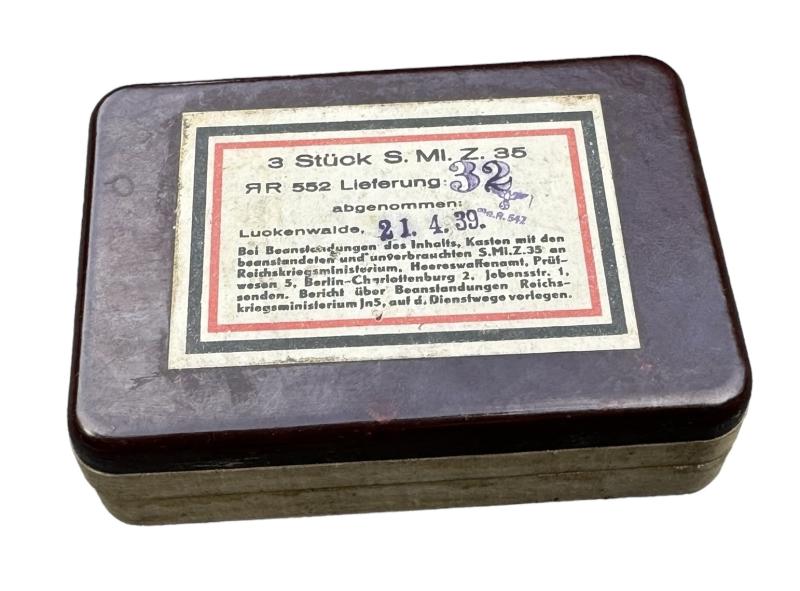 3 Stück S. Mi. Z. 35
RR 552 Lieferung: 32
abgenommen:
Luckenwalde, 21. 4. 39.
Bei Beanstandungen des Inhalts, Kasten mit den
beanstandeten und unverbrauchten S.Mi.Z.35 an
Reichskriegsministerium, Heereswaffenamt, Prüf-
wesen 5, Berlin-Charlottenburg 2, Jebensstr. 1,
senden. Bericht über Beanstandungen Reichs-
kriegsministerium Jn5, auf d. Dienstwege vorlegen.